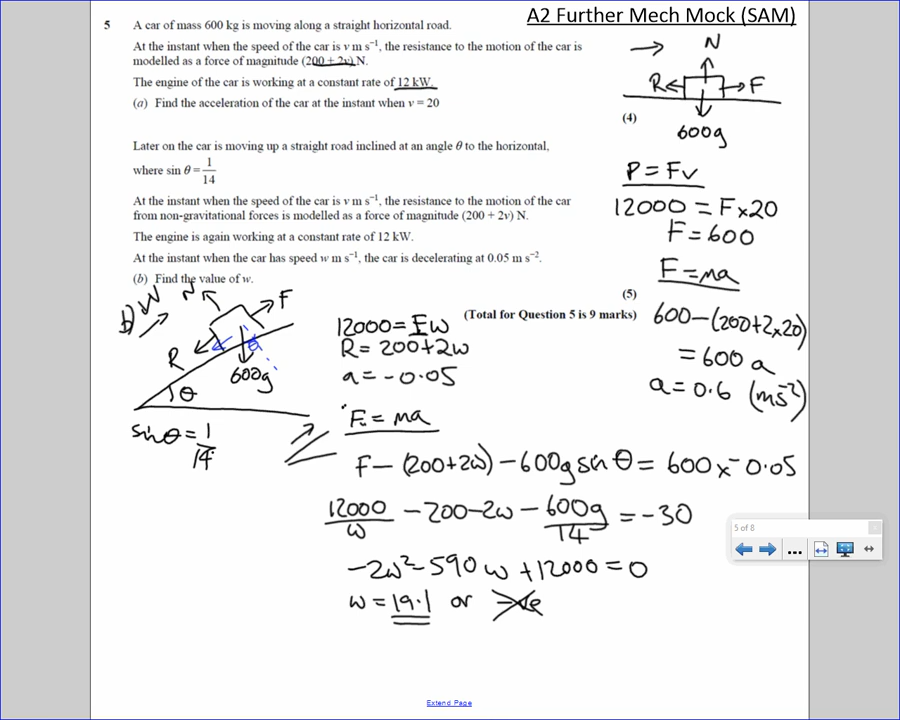 A2 Further Mech Mock (SAM)
5 A car of mass 600 kg is moving along a straight horizontal road.
At the instant when the speed of the car is v m s⁻¹, the resistance to the motion of the car is
modelled as a force of magnitude (200 + 2v) N.
The engine of the car is working at a constant rate of 12 kW.
(a) Find the acceleration of the car at the instant when v = 20
(4)
Later on the car is moving up a straight road inclined at an angle θ to the horizontal,
where sin θ = 1/14
At the instant when the speed of the car is v m s⁻¹, the resistance to the motion of the car
from non-gravitational forces is modelled as a force of magnitude (200 + 2v) N.
The engine is again working at a constant rate of 12 kW.
At the instant when the car has speed w m s⁻¹, the car is decelerating at 0.05 m s⁻².
(b) Find the value of w.
(5)
(Total for Question 5 is 9 marks)
N
R F
600g
P = Fv
12000 = F×20
F = 600
F = ma
600 - (200+2×20)
= 600a
a = 0.6 (ms⁻²)
b) W
N F
R
600g
θ
θ
sinθ = 1/14
12000 = Fw
R = 200+2w
a = -0.05
F = ma
F - (200+2w) - 600g sin θ = 600 × -0.05
12000/w - 200 - 2w - 600g/14 = -30
-2w² - 590w + 12000 = 0
w = 19.1 or -ve
5 of 8
Extend Page